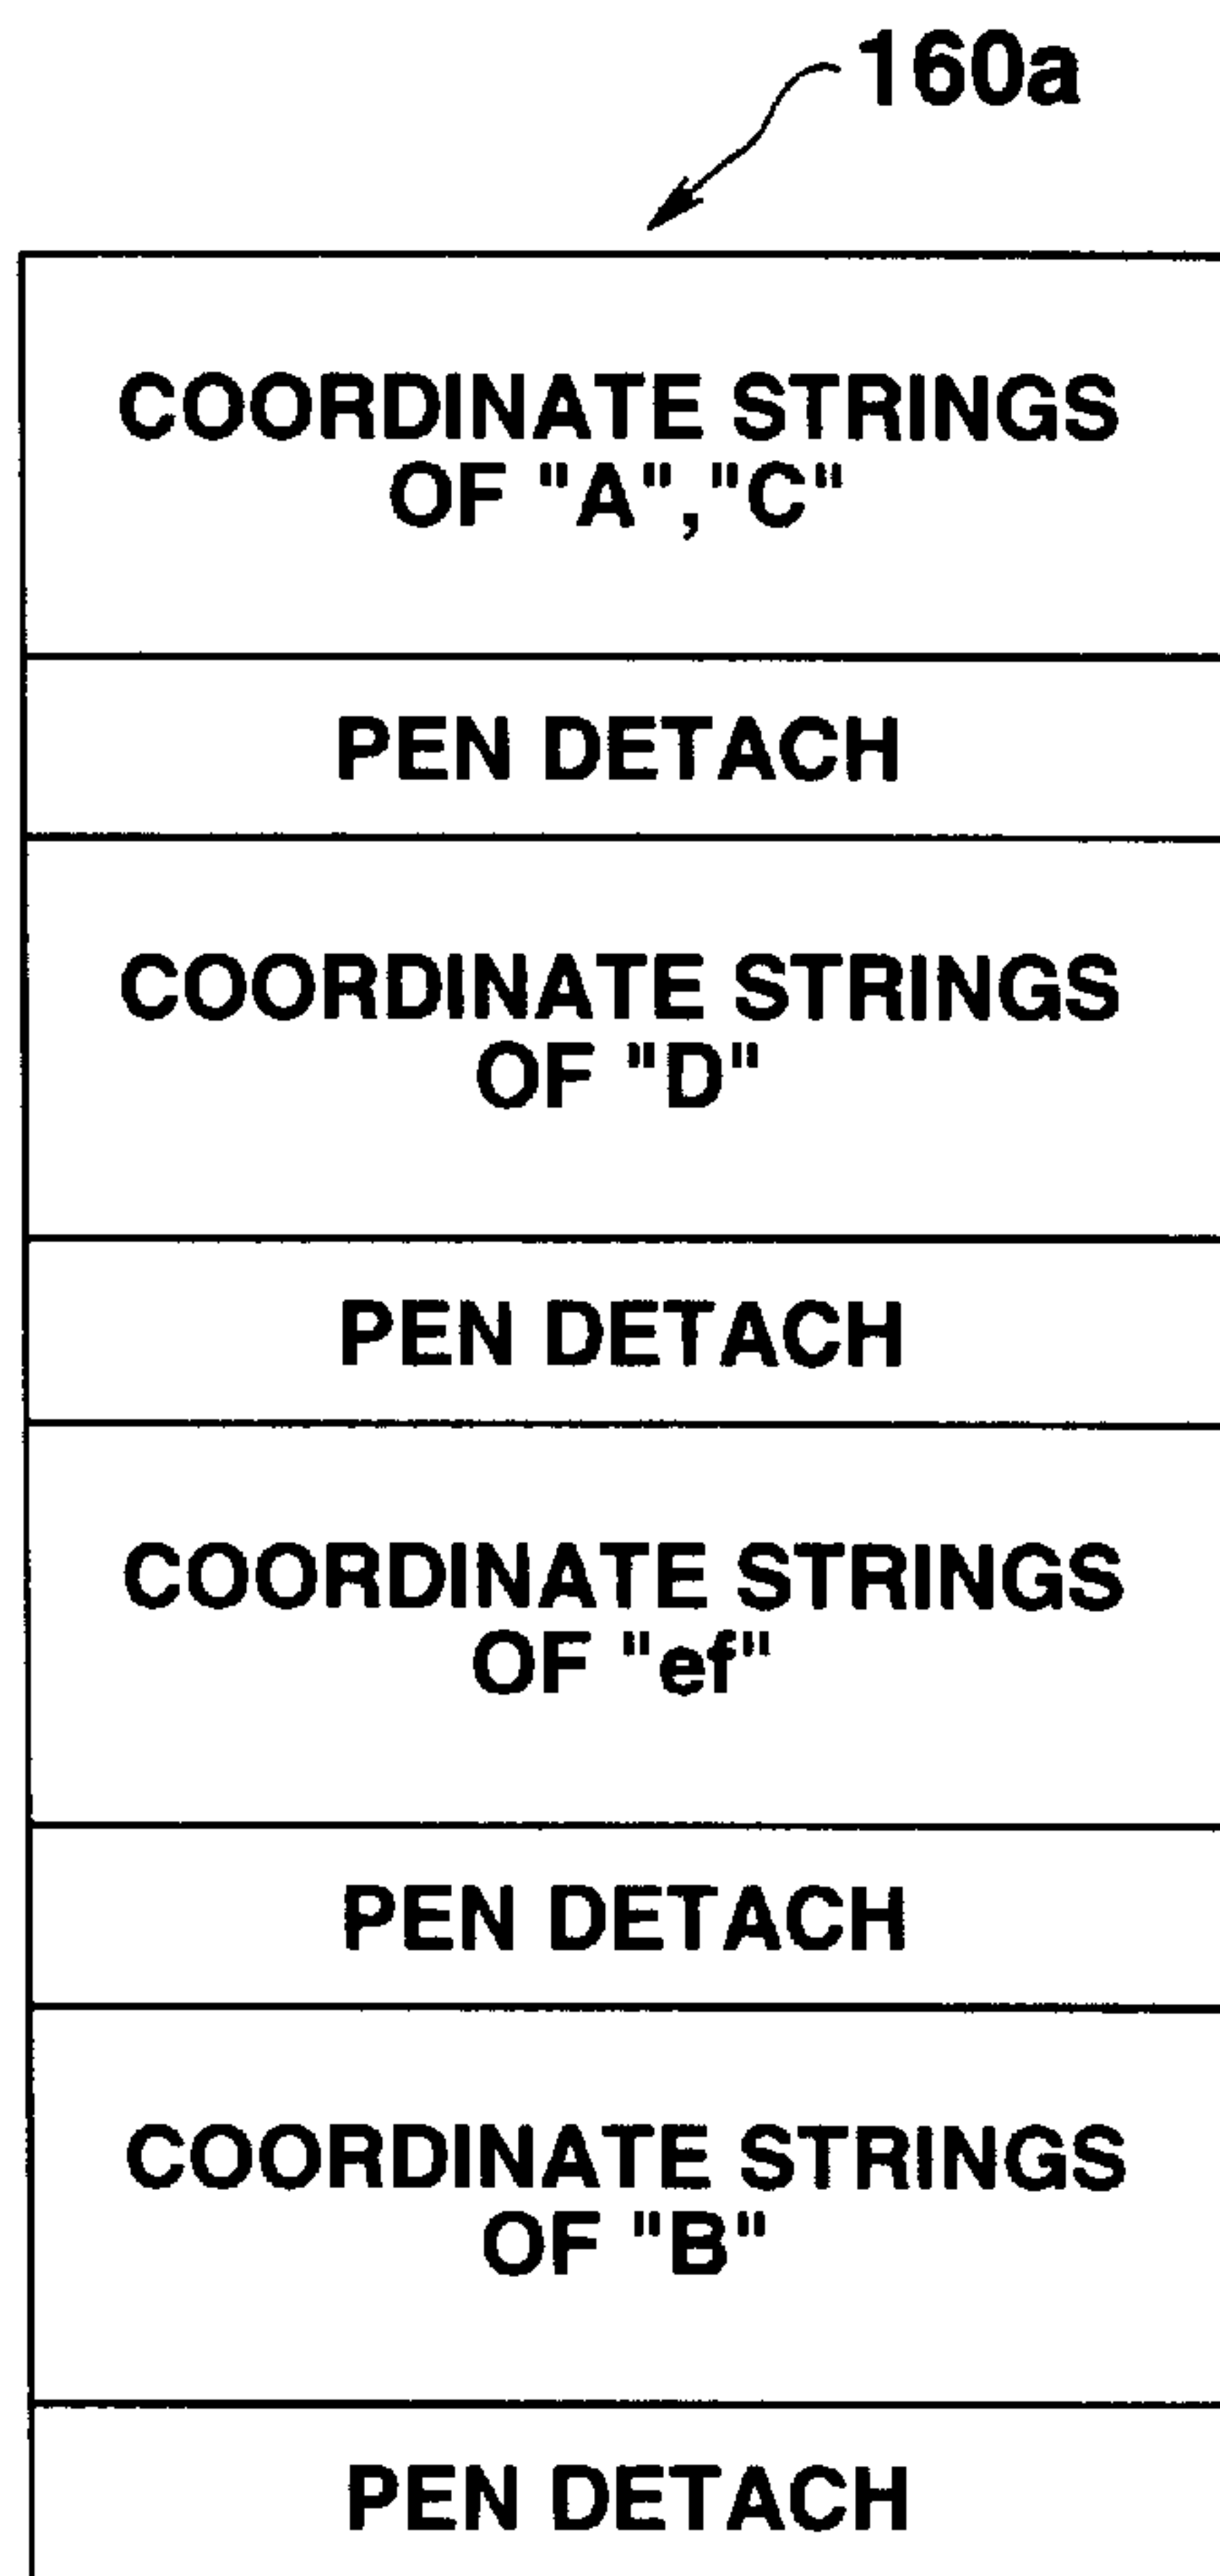 160a
COORDINATE STRINGS
OF "A","C"
PEN DETACH
COORDINATE STRINGS
OF "D"
PEN DETACH
COORDINATE STRINGS
OF "ef"
PEN DETACH
COORDINATE STRINGS
OF "B"
PEN DETACH